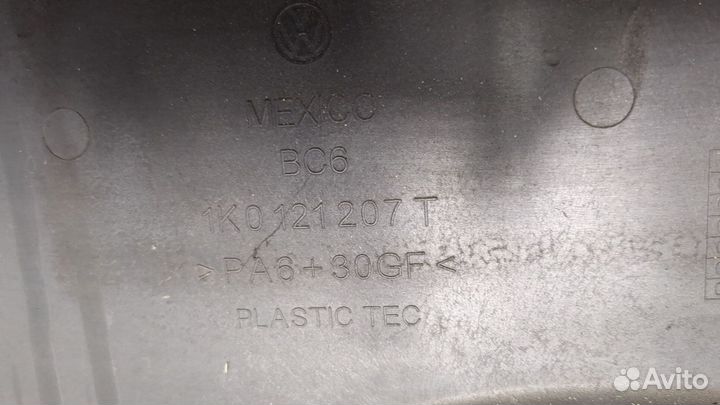 MEXICO
BC6
1K0 121 207 T
>PA6+30GF<
PLASTIC TEC
Avito